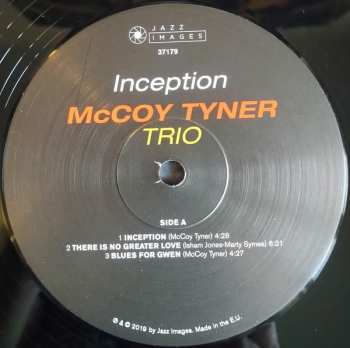 JAZZ
IMAGES
37179
Inception
McCOY TYNER
TRIO
SIDE A
1 INCEPTION (McCoy Tyner) 4:28
2 THERE IS NO GREATER LOVE (Isham Jones-Marty Symes) 6:21
3 BLUES FOR GWEN (McCoy Tyner) 4:27
℗ & © 2019 by Jazz Images. Made in the E.U.